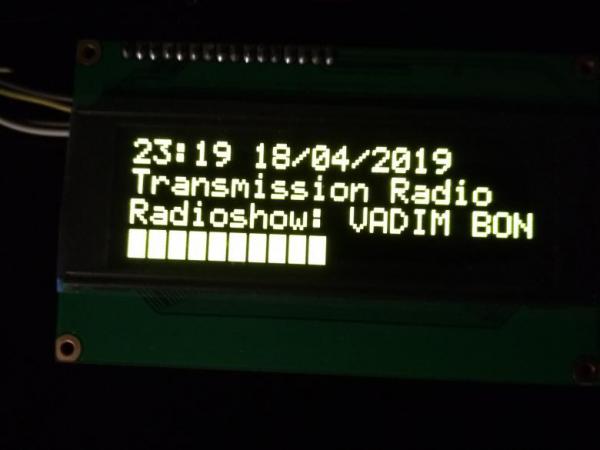 23:19 18/04/2019
Transmission Radio
Radioshow: VADIM BON